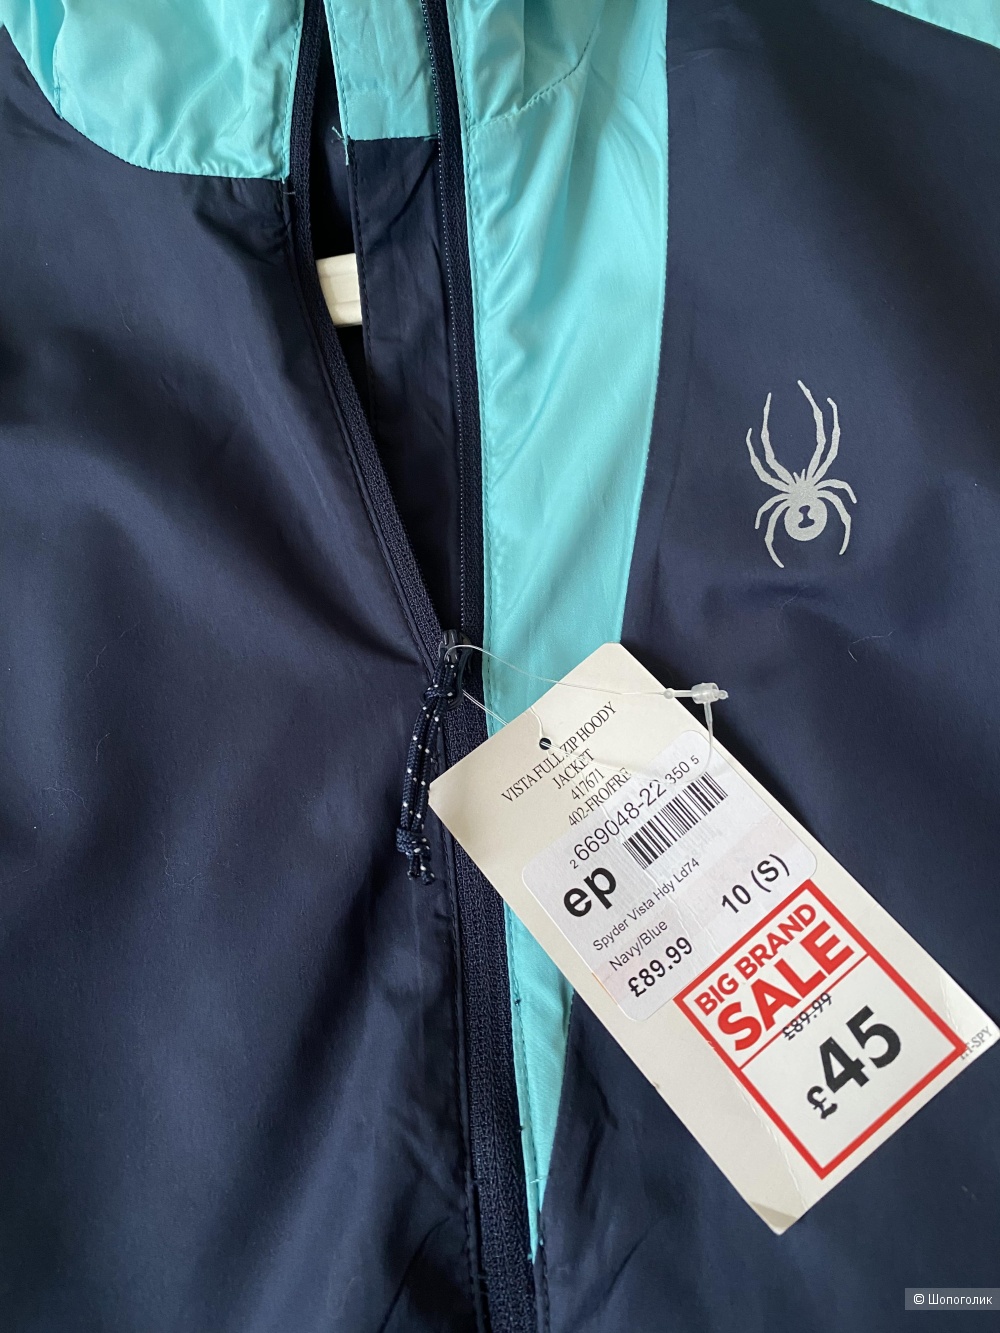 VISTA FULL ZIP HOODY
JACKET
417671
402-FRO/FRE
2 669048-22 350 5
ep
Spyder Vista Hdy Ld74
Navy/Blue
10 (S)
£89.99
BIG BRAND
SALE
£89.99
£45
© Шопоголик